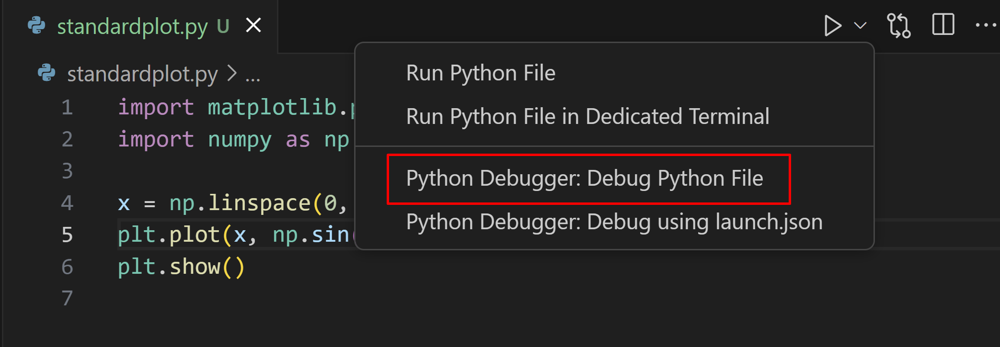 standardplot.py U
standardplot.py > ...
Run Python File
Run Python File in Dedicated Terminal
Python Debugger: Debug Python File
Python Debugger: Debug using launch.json
1 import matplotlib.p
2 import numpy as np
3
4 x = np.linspace(0,
5 plt.plot(x, np.sin(
6 plt.show()
7